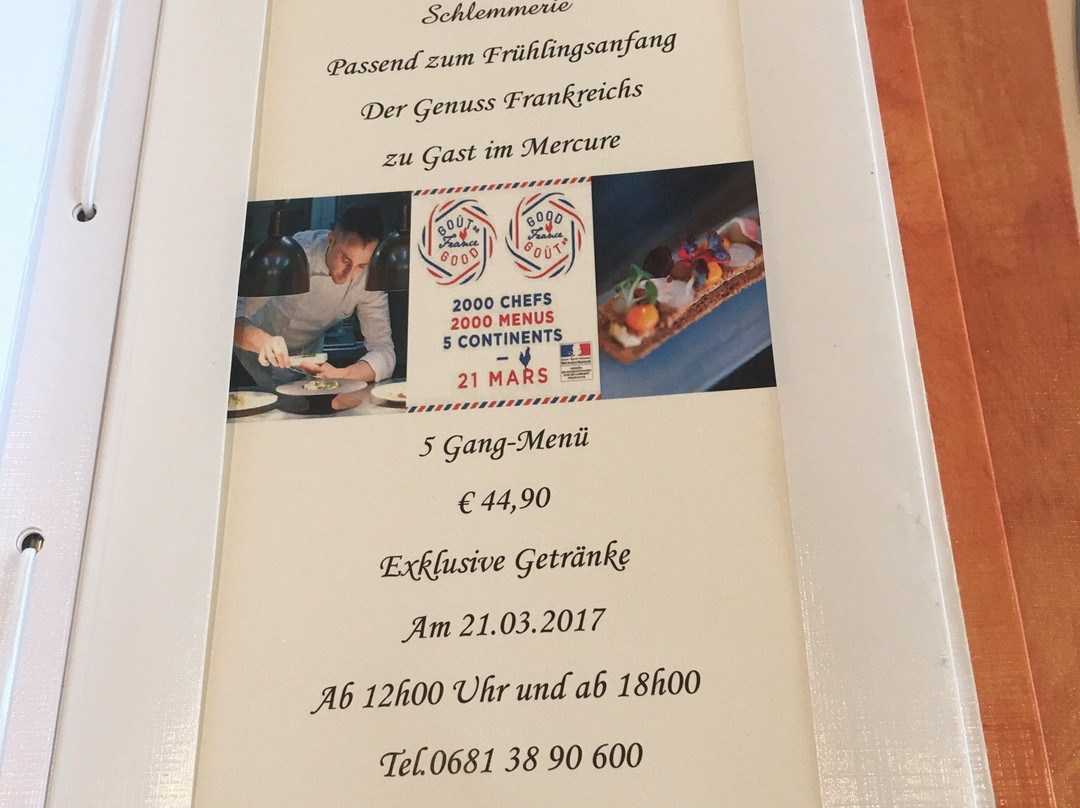 Schlemmerie
Passend zum Frühlingsanfang
Der Genuss Frankreichs
zu Gast im Mercure
GOÛT
France
GOOD
GOOD
France
GOÛT
2000 CHEFS
2000 MENUS
5 CONTINENTS
21 MARS
5 Gang-Menü
€ 44,90
Exklusive Getränke
Am 21.03.2017
Ab 12h00 Uhr und ab 18h00
Tel.0681 38 90 600